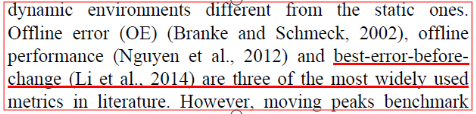 dynamic environments different from the static ones.
Offline error (OE) (Branke and Schmeck, 2002), offline
performance (Nguyen et al., 2012) and best-error-before-
change (Li et al., 2014) are three of the most widely used
metrics in literature. However, moving peaks benchmark